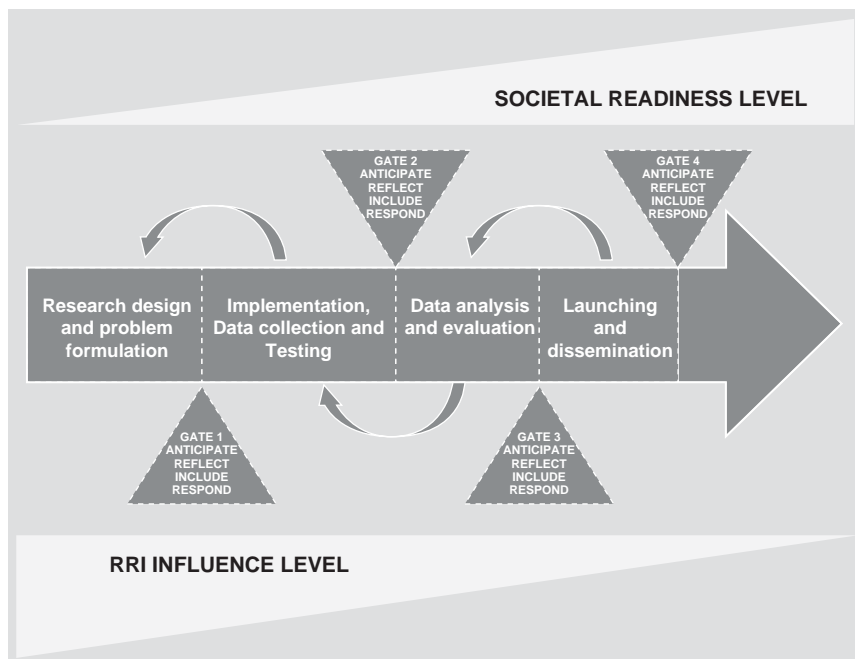 SOCIETAL READINESS LEVEL
GATE 2
ANTICIPATE
REFLECT
INCLUDE
RESPOND
GATE 4
ANTICIPATE
REFLECT
INCLUDE
RESPOND
Research design
and problem
formulation
Implementation,
Data collection and
Testing
Data analysis
and evaluation
Launching
and
dissemination
GATE 1
ANTICIPATE
REFLECT
INCLUDE
RESPOND
GATE 3
ANTICIPATE
REFLECT
INCLUDE
RESPOND
RRI INFLUENCE LEVEL